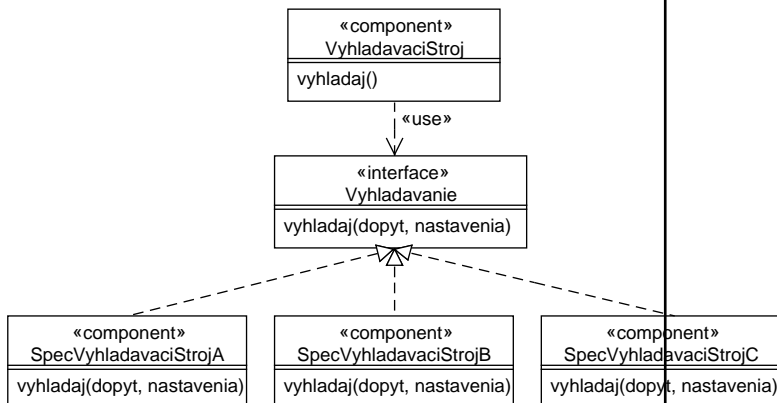 «component»
VyhladavaciStroj
vyhladaj()
«use»
«interface»
Vyhladavanie
vyhladaj(dopyt, nastavenia)
«component»
SpecVyhladavaciStrojA
vyhladaj(dopyt, nastavenia)
«component»
SpecVyhladavaciStrojB
vyhladaj(dopyt, nastavenia)
«component»
SpecVyhladavaciStrojC
vyhladaj(dopyt, nastavenia)